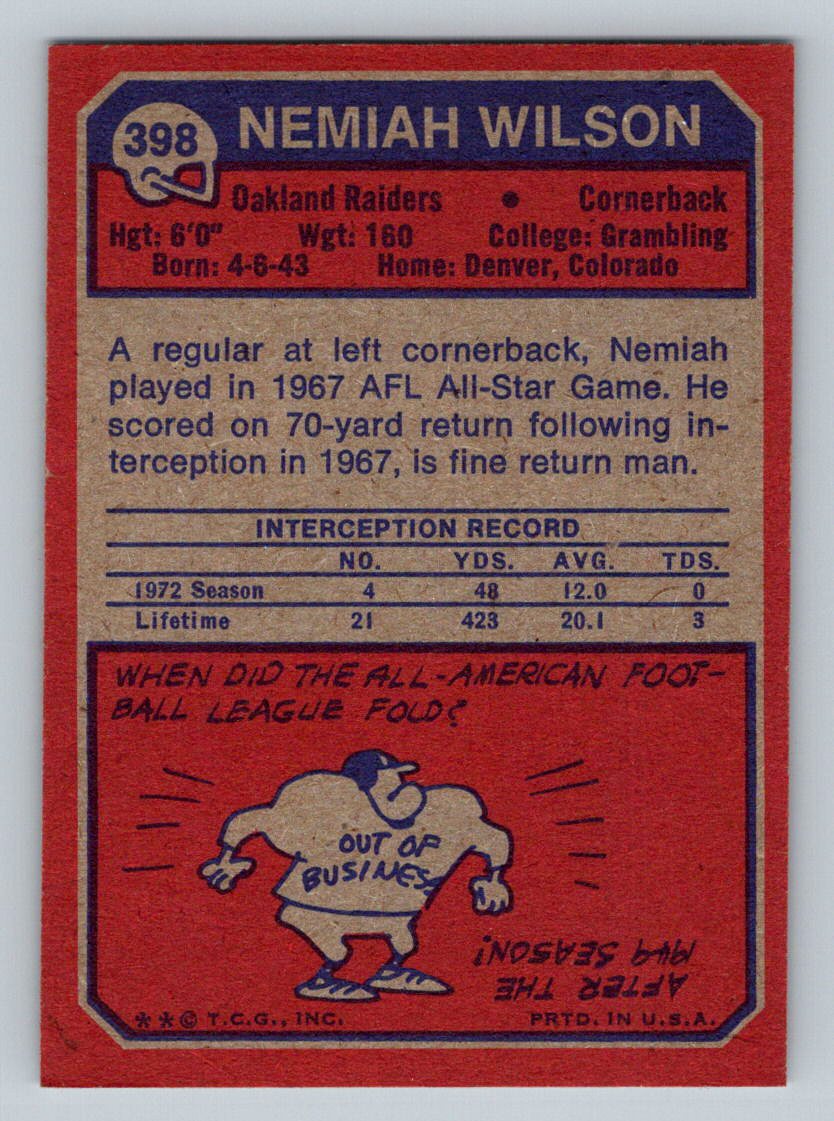 398 NEMIAH WILSON
Oakland Raiders • Cornerback
Hgt: 6'0" Wgt: 160 College: Grambling
Born: 4-6-43 Home: Denver, Colorado
A regular at left cornerback, Nemiah
played in 1967 AFL All-Star Game. He
scored on 70-yard return following in-
terception in 1967, is fine return man.
INTERCEPTION RECORD
NO. YDS. AVG. TDS.
1972 Season 4 48 12.0 0
Lifetime 21 423 20.1 3
WHEN DID THE ALL-AMERICAN FOOT-
BALL LEAGUE FOLD?
OUT OF
BUSINESS
AFTER THE
1949 SEASON!
**© T.C.G., INC. PRTD. IN U.S.A.